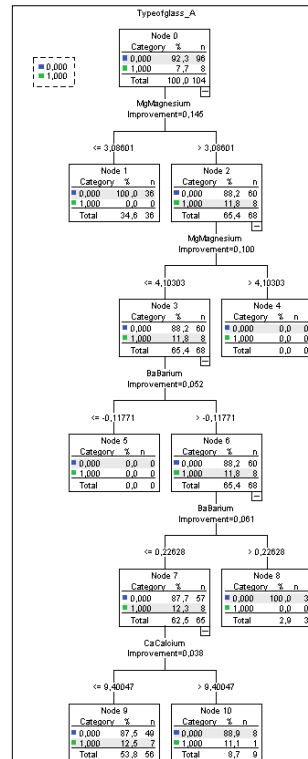 Typeofglass_A
0,000
1,000
Node 0
Category % n
0,000 92,3 96
1,000 7,7 8
Total 100,0 104
MgMagnesium
Improvement=0,145
<= 3,08601 > 3,08601
Node 1
Category % n
0,000 100,0 36
1,000 0,0 0
Total 34,6 36
Node 2
Category % n
0,000 88,2 60
1,000 11,8 8
Total 65,4 68
MgMagnesium
Improvement=0,100
<= 4,10303 > 4,10303
Node 3
Category % n
0,000 88,2 60
1,000 11,8 8
Total 65,4 68
Node 4
Category % n
0,000 0,0 0
1,000 0,0 0
Total 0,0 0
BaBarium
Improvement=0,052
<= -0,11771 > -0,11771
Node 5
Category % n
0,000 0,0 0
1,000 0,0 0
Total 0,0 0
Node 6
Category % n
0,000 88,2 60
1,000 11,8 8
Total 65,4 68
BaBarium
Improvement=0,061
<= 0,22628 > 0,22628
Node 7
Category % n
0,000 87,7 57
1,000 12,3 8
Total 62,5 65
Node 8
Category % n
0,000 100,0 3
1,000 0,0 0
Total 2,9 3
CaCalcium
Improvement=0,038
<= 9,40047 > 9,40047
Node 9
Category % n
0,000 87,5 49
1,000 12,5 7
Total 53,8 56
Node 10
Category % n
0,000 88,9 8
1,000 11,1 1
Total 8,7 9